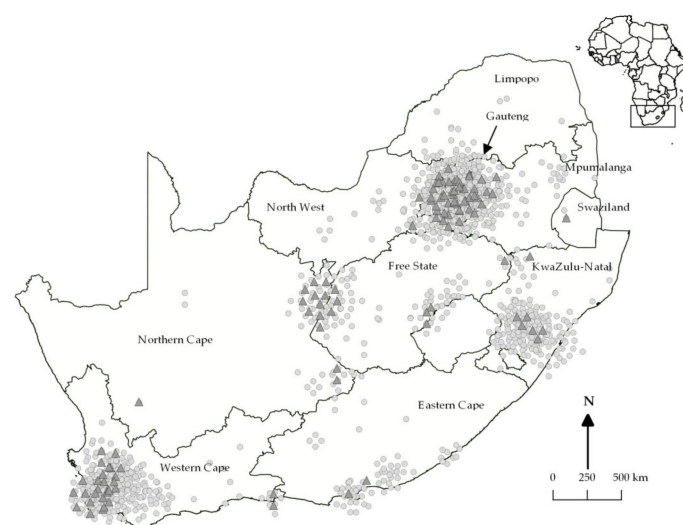 Limpopo
Gauteng
Mpumalanga
North West
Swaziland
Free State
KwaZulu-Natal
Northern Cape
Eastern Cape
N
Western Cape
0 250 500 km